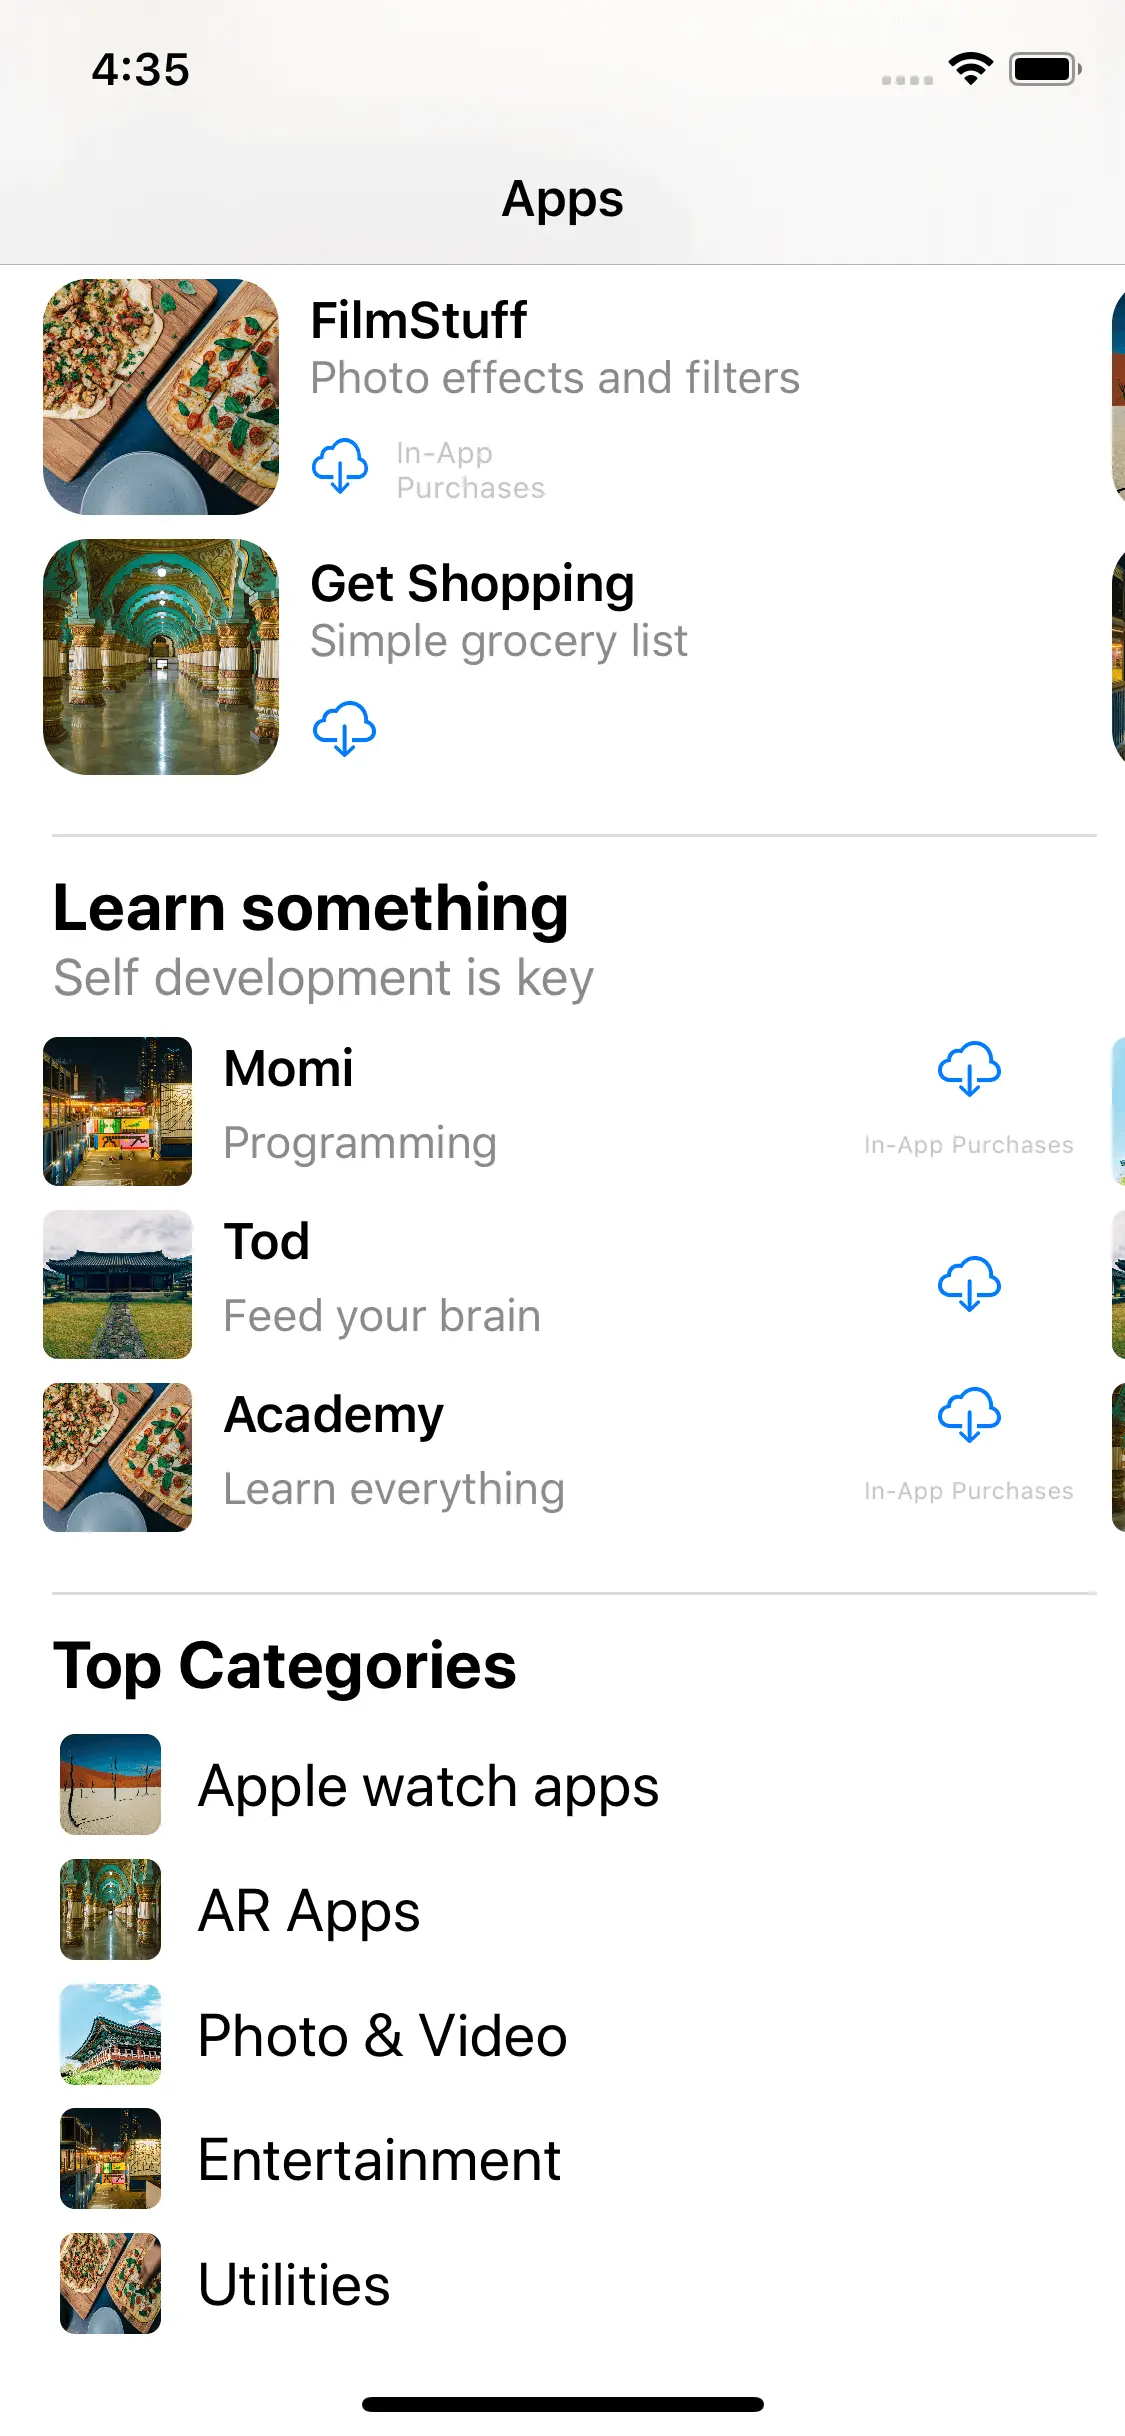 4:35
Apps
FilmStuff
Photo effects and filters
In-App
Purchases
Get Shopping
Simple grocery list
Learn something
Self development is key
Momi
Programming
In-App Purchases
Tod
Feed your brain
Academy
Learn everything
In-App Purchases
Top Categories
Apple watch apps
AR Apps
Photo & Video
Entertainment
Utilities